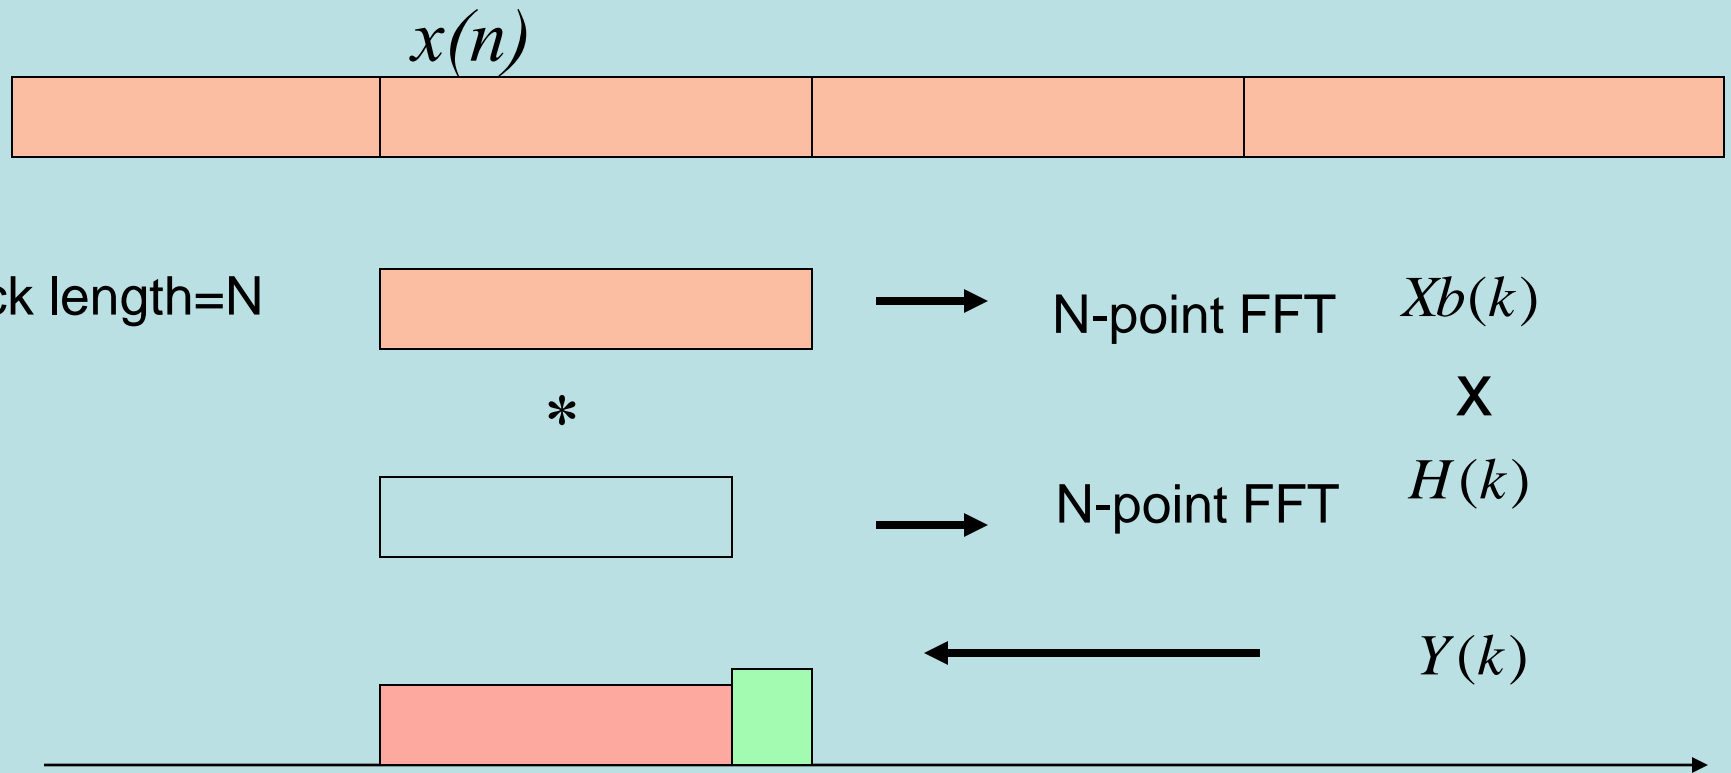 x(n)
ck length=N
N-point FFT
Xb(k)
*
x
N-point FFT
H(k)
Y(k)